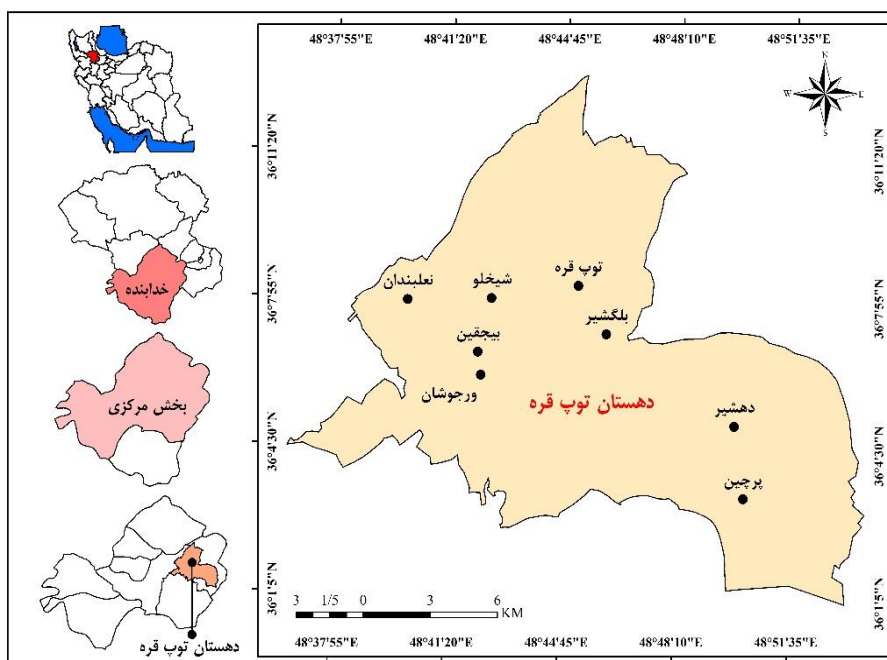 48°37'55"E 48°41'20"E 48°44'45"E 48°48'10"E 48°51'35"E
N
W E
S
36°11'20"N
36°11'20"N
خدابنده
توپ قره
شیخلو
نعلبندان
36°7'55"N
36°7'55"N
بلگشیر
بیجقین
ورجوشان
بخش مرکزی
دهستان توپ قره
دهشیر
36°4'30"N
36°4'30"N
پرچین
36°1'5"N
36°1'5"N
3 1/5 0 3 6
KM
دهستان توپ قره
48°37'55"E 48°41'20"E 48°44'45"E 48°48'10"E 48°51'35"E